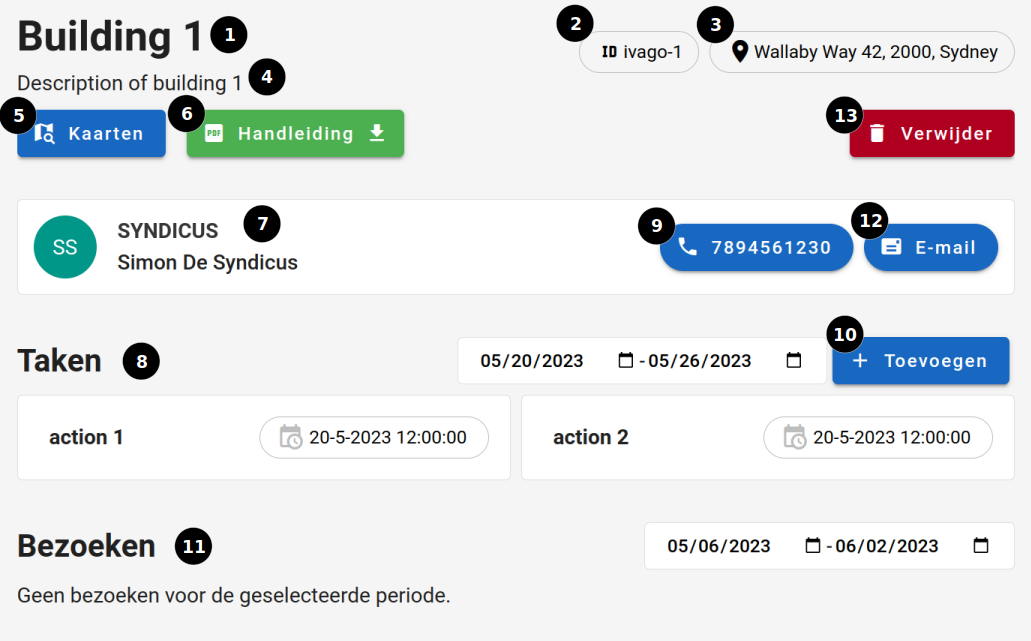 Building 1 1
2 ID ivago-1
3 Wallaby Way 42, 2000, Sydney
Description of building 1 4
5 Kaarten
6 PDF Handleiding
13 Verwijder
SS
SYNDICUS 7
Simon De Syndicus
9 7894561230
12 E-mail
Taken 8
05/20/2023 - 05/26/2023
10 + Toevoegen
action 1 20-5-2023 12:00:00
action 2 20-5-2023 12:00:00
Bezoeken 11
05/06/2023 - 06/02/2023
Geen bezoeken voor de geselecteerde periode.